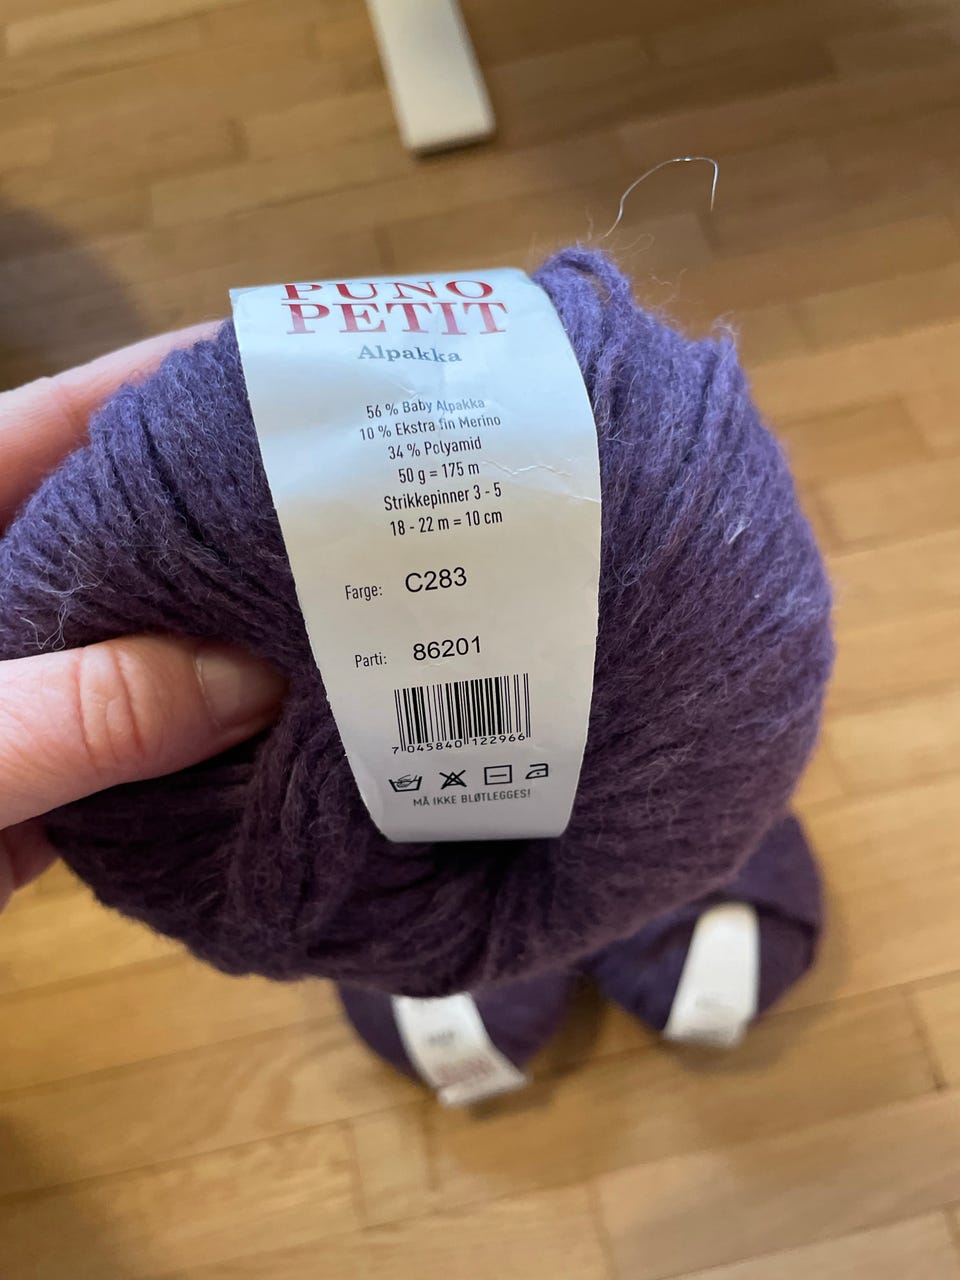 PUNO
PETIT
Alpakka
56 % Baby Alpakka
10 % Ekstra fin Merino
34 % Polyamid
50 g = 175 m
Strikkepinner 3 - 5
18 - 22 m = 10 cm
Farge: C283
Parti: 86201
7 045840 122966
MÅ IKKE BLØTLEGGES!